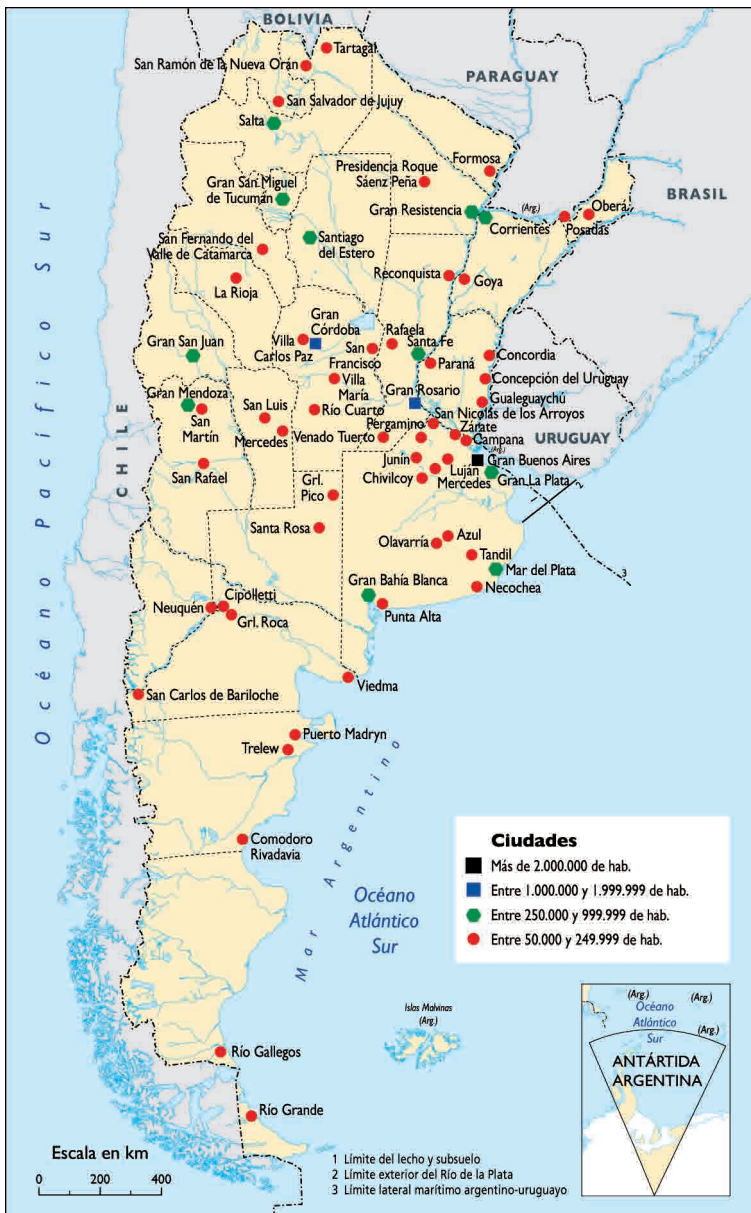 BOLIVIA
Tartagal
San Ramón de la Nueva Orán
PARAGUAY
San Salvador de Jujuy
Salta
Formosa
Presidencia Roque
Sáenz Peña
Gran San Miguel
de Tucumán
BRASIL
Oberá
Gran Resistencia
(Arg.)
Corrientes
Posadas
San Fernando del
Valle de Catamarca
Santiago
del Estero
Reconquista
Goya
La Rioja
Gran
Córdoba
Villa
Carlos Paz
Rafaela
Santa Fe
San
Francisco
Gran San Juan
Paraná
Concordia
Villa
María
Concepción del Uruguay
Gran Mendoza
Gran Rosario
Gualeguaychú
San
Martín
San Luis
Río Cuarto
San Nicolás de los Arroyos
Mercedes
Venado Tuerto
Pergamino
Zárate
Campana
URUGUAY
(Arg.)
Gran Buenos Aires
CHILE
San Rafael
Junín
Luján
Mercedes
Gran La Plata
Chivilcoy
Grl.
Pico
1
2
Santa Rosa
Olavarría
Azul
Tandil
3
Gran Bahía Blanca
Mar del Plata
Necochea
Neuquén
Cipolletti
Grl. Roca
Punta Alta
Viedma
San Carlos de Bariloche
Puerto Madryn
Trelew
Comodoro
Rivadavia
Océano Pacífico Sur
Mar Argentino
Océano
Atlántico
Sur
Ciudades
Más de 2.000.000 de hab.
Entre 1.000.000 y 1.999.999 de hab.
Entre 250.000 y 999.999 de hab.
Entre 50.000 y 249.999 de hab.
Islas Malvinas
(Arg.)
Río Gallegos
Río Grande
(Arg.)
(Arg.)
Océano
Atlántico
Sur
(Arg.)
ANTÁRTIDA
ARGENTINA
Escala en km
0 200 400
1 Límite del lecho y subsuelo
2 Límite exterior del Río de la Plata
3 Límite lateral marítimo argentino-uruguayo